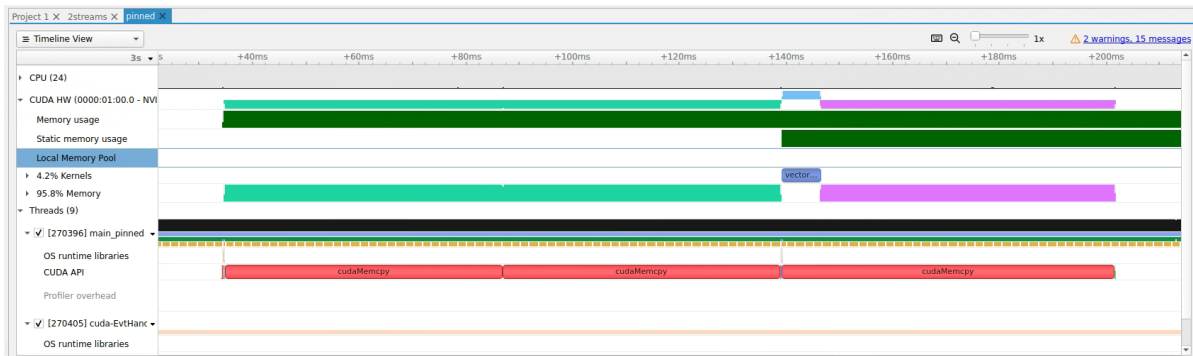 Project 1 X 2streams X pinned X
≡ Timeline View 1x 2 warnings, 15 messages
3s s +40ms +60ms +80ms +100ms +120ms +140ms +160ms +180ms +200ms
CPU (24)
CUDA HW (0000:01:00.0 - NVI
Memory usage
Static memory usage
Local Memory Pool
4.2% Kernels vector...
95.8% Memory
Threads (9)
[270396] main_pinned
OS runtime libraries
CUDA API cudaMemcpy cudaMemcpy cudaMemcpy
Profiler overhead
[270405] cuda-EvtHanc
OS runtime libraries